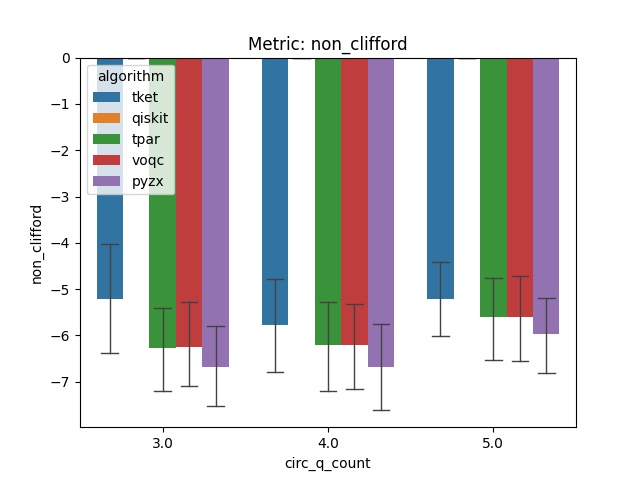 Metric: non_clifford
algorithm
tket
qiskit
tpar
voqc
pyzx
non_clifford
0
−1
−2
−3
−4
−5
−6
−7
3.0
4.0
5.0
circ_q_count